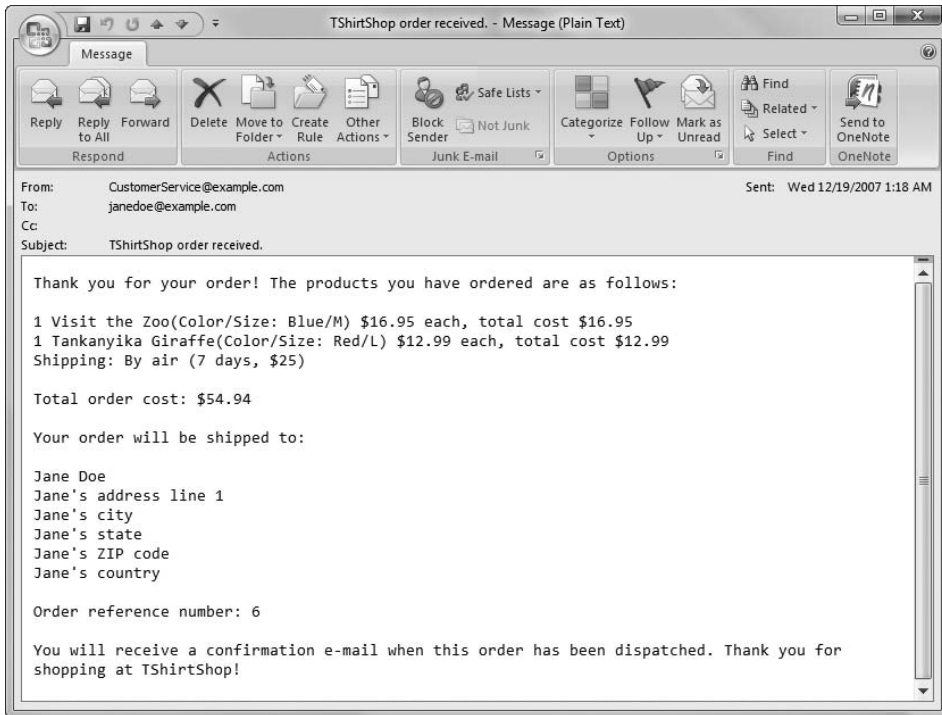 TShirtShop order received. - Message (Plain Text)
Message
Reply
Reply to All
Forward
Respond
Delete
Move to Folder
Create Rule
Other Actions
Actions
Block Sender
Safe Lists
Not Junk
Junk E-mail
Categorize
Follow Up
Mark as Unread
Options
Find
Related
Select
Find
Send to OneNote
OneNote
From: CustomerService@example.com Sent: Wed 12/19/2007 1:18 AM
To: janedoe@example.com
Cc:
Subject: TShirtShop order received.
Thank you for your order! The products you have ordered are as follows:
1 Visit the Zoo(Color/Size: Blue/M) $16.95 each, total cost $16.95
1 Tankanyika Giraffe(Color/Size: Red/L) $12.99 each, total cost $12.99
Shipping: By air (7 days, $25)
Total order cost: $54.94
Your order will be shipped to:
Jane Doe
Jane's address line 1
Jane's city
Jane's state
Jane's ZIP code
Jane's country
Order reference number: 6
You will receive a confirmation e-mail when this order has been dispatched. Thank you for
shopping at TShirtShop!